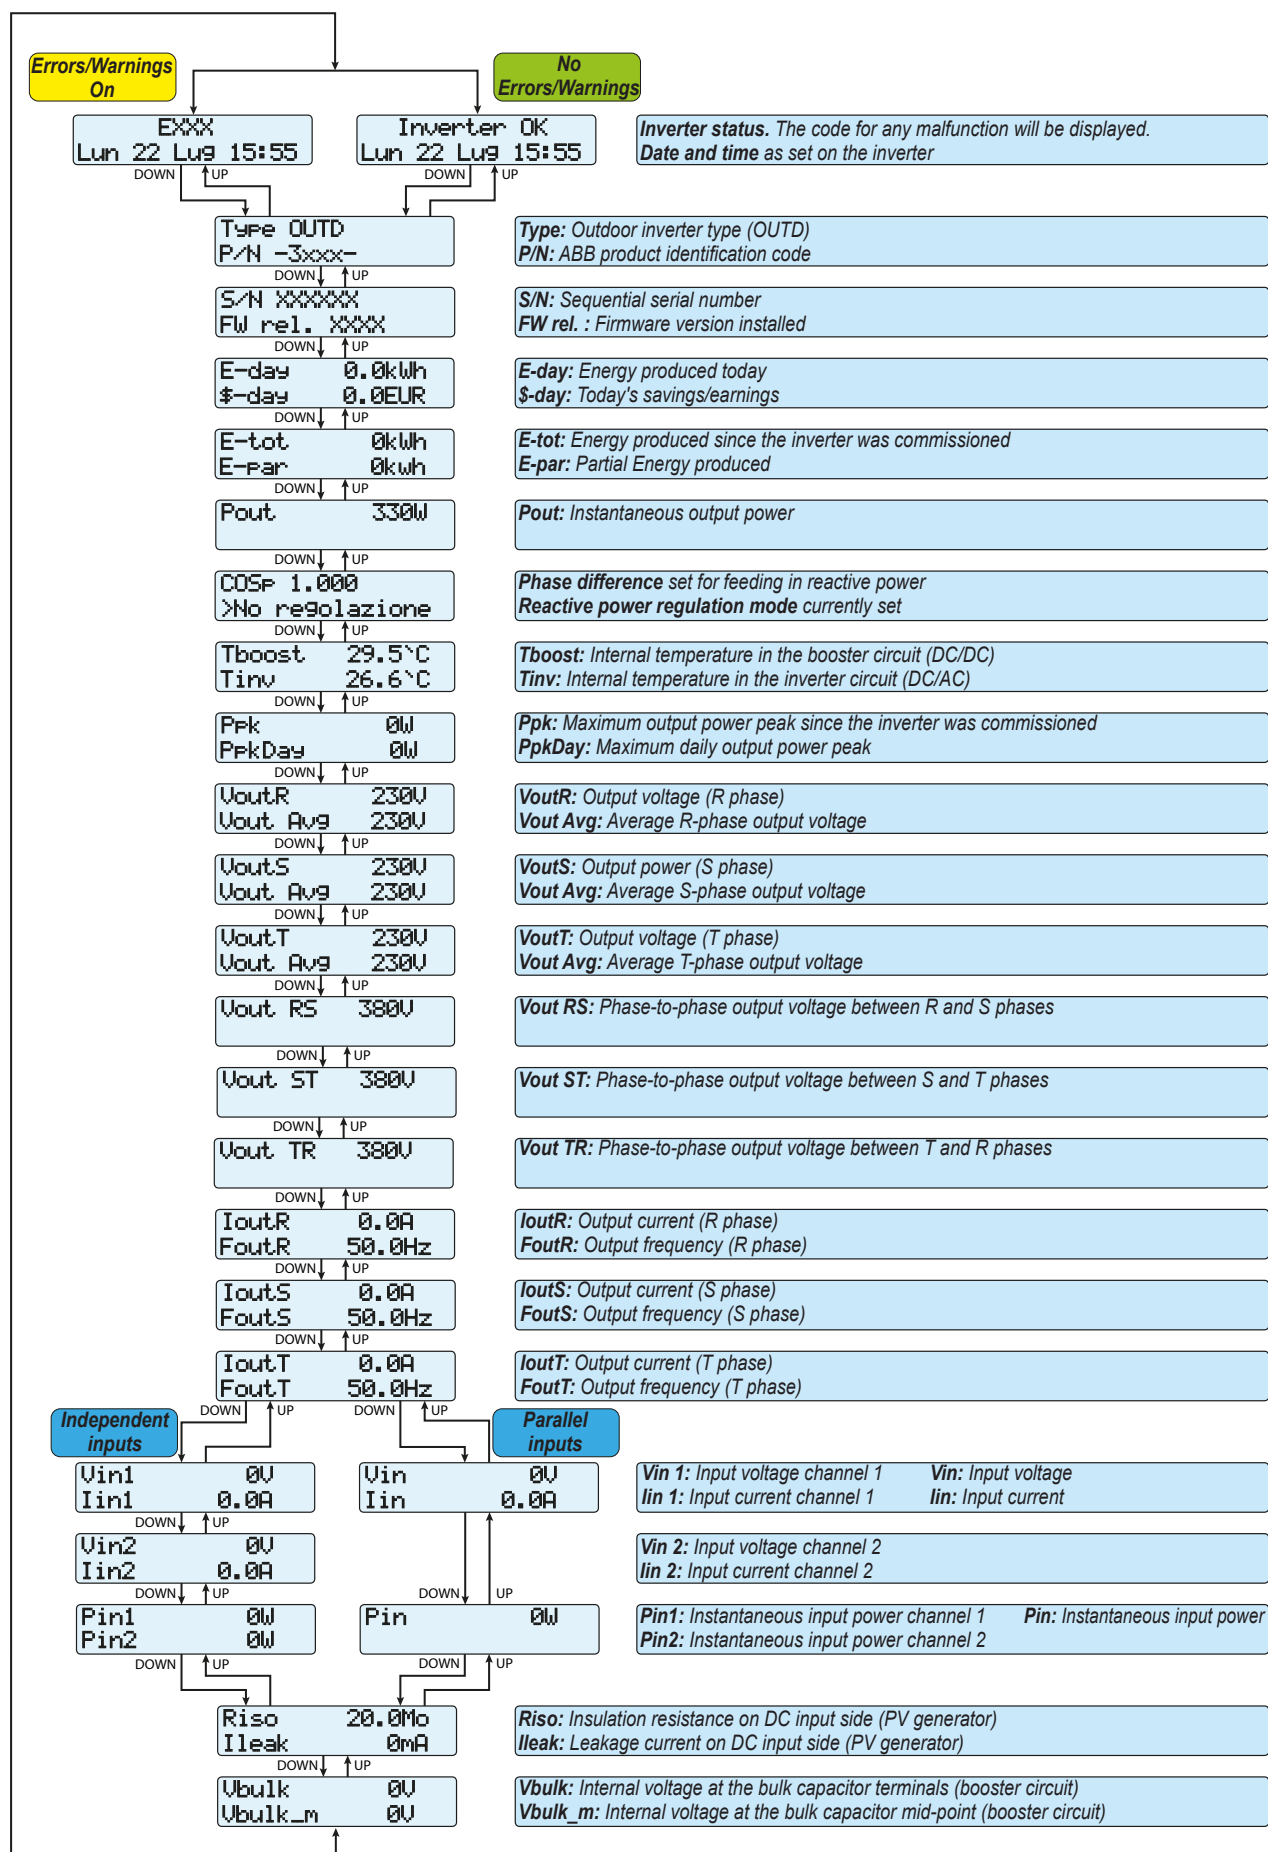 Errors/Warnings
On
No
Errors/Warnings
EXXX
Lun 22 Lug 15:55
Inverter OK
Lun 22 Lug 15:55
Inverter status. The code for any malfunction will be displayed.
Date and time as set on the inverter
DOWN UP
DOWN UP
Type OUTD
P/N -3xxx-
Type: Outdoor inverter type (OUTD)
P/N: ABB product identification code
DOWN UP
S/N XXXXXX
FW rel. XXXX
S/N: Sequential serial number
FW rel. : Firmware version installed
DOWN UP
E-day 0.0kWh
$-day 0.0EUR
E-day: Energy produced today
$-day: Today's savings/earnings
DOWN UP
E-tot 0kWh
E-par 0kwh
E-tot: Energy produced since the inverter was commissioned
E-par: Partial Energy produced
DOWN UP
Pout 330W
Pout: Instantaneous output power
DOWN UP
COSp 1.000
>No regolazione
Phase difference set for feeding in reactive power
Reactive power regulation mode currently set
DOWN UP
Tboost 29.5`C
Tinv 26.6`C
Tboost: Internal temperature in the booster circuit (DC/DC)
Tinv: Internal temperature in the inverter circuit (DC/AC)
DOWN UP
Ppk 0W
PpkDay 0W
Ppk: Maximum output power peak since the inverter was commissioned
PpkDay: Maximum daily output power peak
DOWN UP
VoutR 230V
Vout Avg 230V
VoutR: Output voltage (R phase)
Vout Avg: Average R-phase output voltage
DOWN UP
VoutS 230V
Vout Avg 230V
VoutS: Output power (S phase)
Vout Avg: Average S-phase output voltage
DOWN UP
VoutT 230V
Vout Avg 230V
VoutT: Output voltage (T phase)
Vout Avg: Average T-phase output voltage
DOWN UP
Vout RS 380V
Vout RS: Phase-to-phase output voltage between R and S phases
DOWN UP
Vout ST 380V
Vout ST: Phase-to-phase output voltage between S and T phases
DOWN UP
Vout TR 380V
Vout TR: Phase-to-phase output voltage between T and R phases
DOWN UP
IoutR 0.0A
FoutR 50.0Hz
IoutR: Output current (R phase)
FoutR: Output frequency (R phase)
DOWN UP
IoutS 0.0A
FoutS 50.0Hz
IoutS: Output current (S phase)
FoutS: Output frequency (S phase)
DOWN UP
IoutT 0.0A
FoutT 50.0Hz
IoutT: Output current (T phase)
FoutT: Output frequency (T phase)
DOWN UP
DOWN UP
Independent
inputs
Parallel
inputs
Vin1 0V
Iin1 0.0A
Vin 0V
Iin 0.0A
Vin 1: Input voltage channel 1 Vin: Input voltage
Iin 1: Input current channel 1 Iin: Input current
DOWN UP
Vin2 0V
Iin2 0.0A
Vin 2: Input voltage channel 2
Iin 2: Input current channel 2
DOWN UP
DOWN UP
Pin1 0W
Pin2 0W
Pin 0W
Pin1: Instantaneous input power channel 1 Pin: Instantaneous input power
Pin2: Instantaneous input power channel 2
DOWN UP
DOWN UP
Riso 20.0Mo
Ileak 0mA
Riso: Insulation resistance on DC input side (PV generator)
Ileak: Leakage current on DC input side (PV generator)
DOWN UP
Vbulk 0V
Vbulk_m 0V
Vbulk: Internal voltage at the bulk capacitor terminals (booster circuit)
Vbulk_m: Internal voltage at the bulk capacitor mid-point (booster circuit)